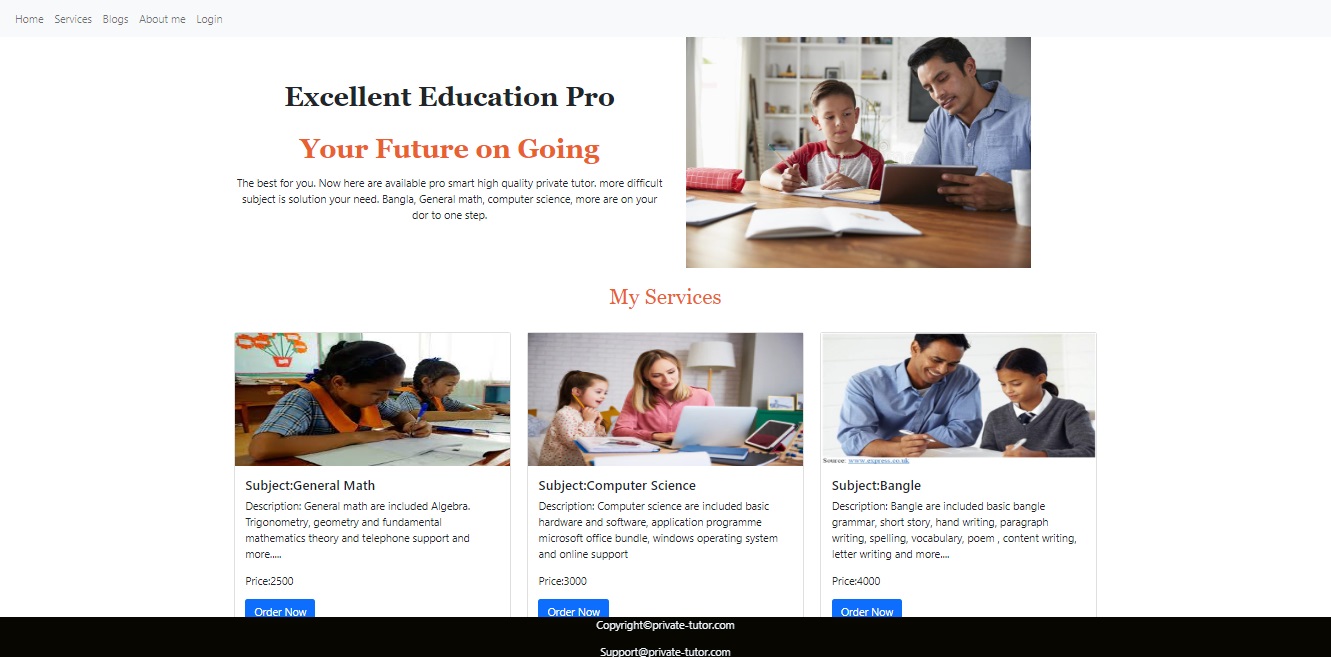 Home Services Blogs About me Login
Excellent Education Pro
Your Future on Going
The best for you. Now here are available pro smart high quality private tutor. more difficult
subject is solution your need. Bangla, General math, computer science, more are on your
dor to one step.
My Services
Source: www.express.co.uk
Subject:General Math
Description: General math are included Algebra.
Trigonometry, geometry and fundamental
mathematics theory and telephone support and
more.....
Price:2500
Order Now
Subject:Computer Science
Description: Computer science are included basic
hardware and software, application programme
microsoft office bundle, windows operating system
and online support
Price:3000
Order Now
Subject:Bangle
Description: Bangle are included basic bangle
grammar, short story, hand writing, paragraph
writing, spelling, vocabulary, poem , content writing,
letter writing and more....
Price:4000
Order Now
Copyright©private-tutor.com
Support@private-tutor.com